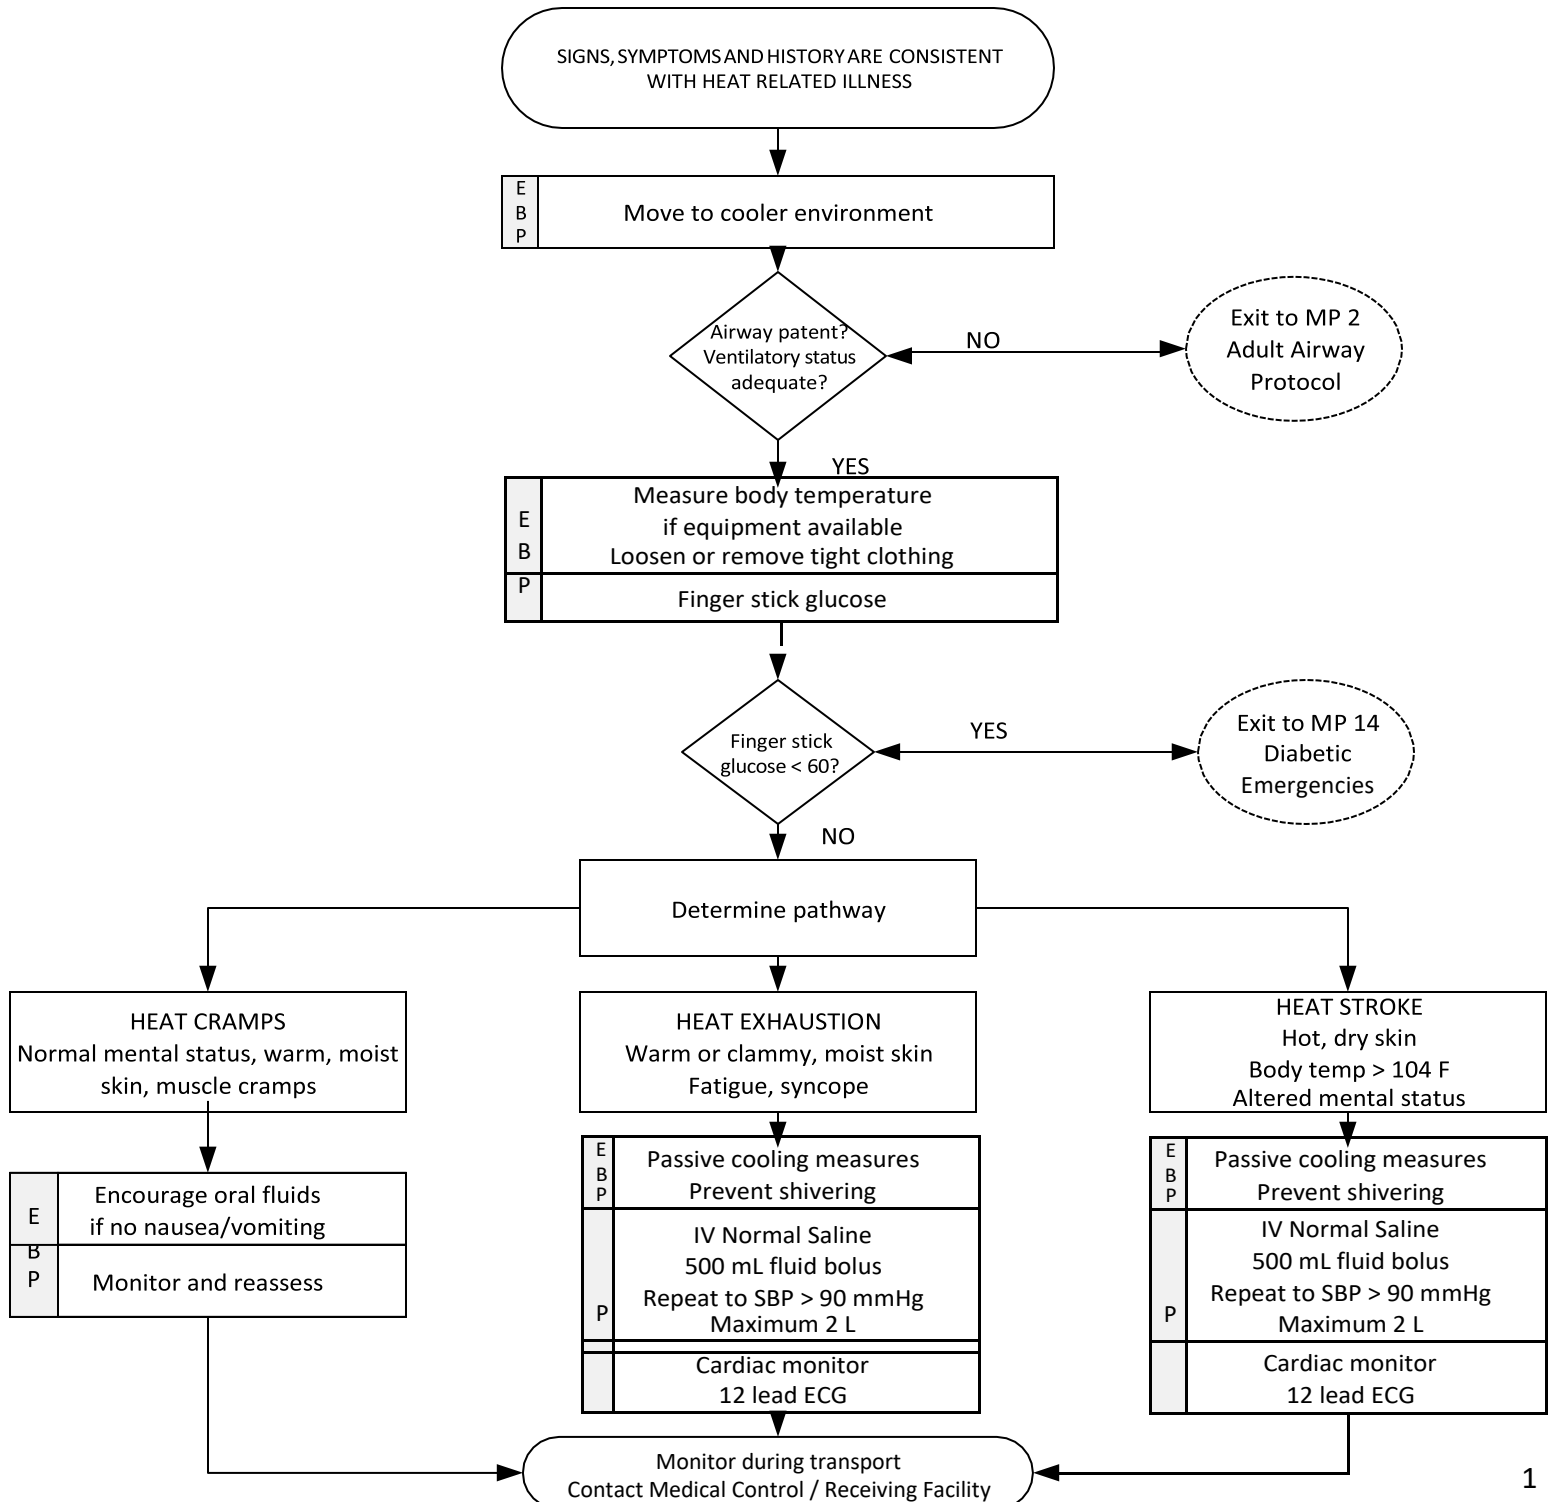 SIGNS, SYMPTOMS AND HISTORY ARE CONSISTENT
WITH HEAT RELATED ILLNESS
E
B
P
Move to cooler environment
Airway patent?
Ventilatory status
adequate?
NO
Exit to MP 2
Adult Airway
Protocol
YES
E
B
P
Measure body temperature
if equipment available
Loosen or remove tight clothing
Finger stick glucose
Finger stick
glucose < 60?
YES
Exit to MP 14
Diabetic
Emergencies
NO
Determine pathway
HEAT CRAMPS
Normal mental status, warm, moist
skin, muscle cramps
HEAT EXHAUSTION
Warm or clammy, moist skin
Fatigue, syncope
HEAT STROKE
Hot, dry skin
Body temp > 104 F
Altered mental status
E
B
P
Encourage oral fluids
if no nausea/vomiting
Monitor and reassess
E
B
P
Passive cooling measures
Prevent shivering
P
IV Normal Saline
500 mL fluid bolus
Repeat to SBP > 90 mmHg
Maximum 2 L
Cardiac monitor
12 lead ECG
E
B
P
Passive cooling measures
Prevent shivering
P
IV Normal Saline
500 mL fluid bolus
Repeat to SBP > 90 mmHg
Maximum 2 L
Cardiac monitor
12 lead ECG
Monitor during transport
Contact Medical Control / Receiving Facility
1